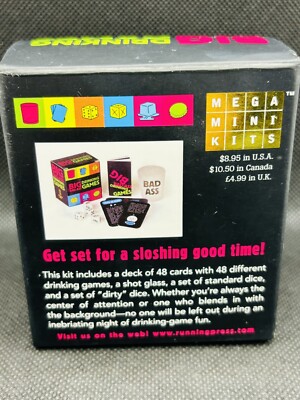 BIG DRINKING
MEGA
MINI
KITS
™
$8.95 in U.S.A.
$10.50 in Canada
£4.99 in U.K.
BAD
ASS
GAMES
Get set for a sloshing good time!
This kit includes a deck of 48 cards with 48 different
drinking games, a shot glass, a set of standard dice,
and a set of "dirty" dice. Whether you're always the
center of attention or one who blends in with
the background—no one will be left out during an
inebriating night of drinking-game fun.
Visit us on the web! www.runningpress.com